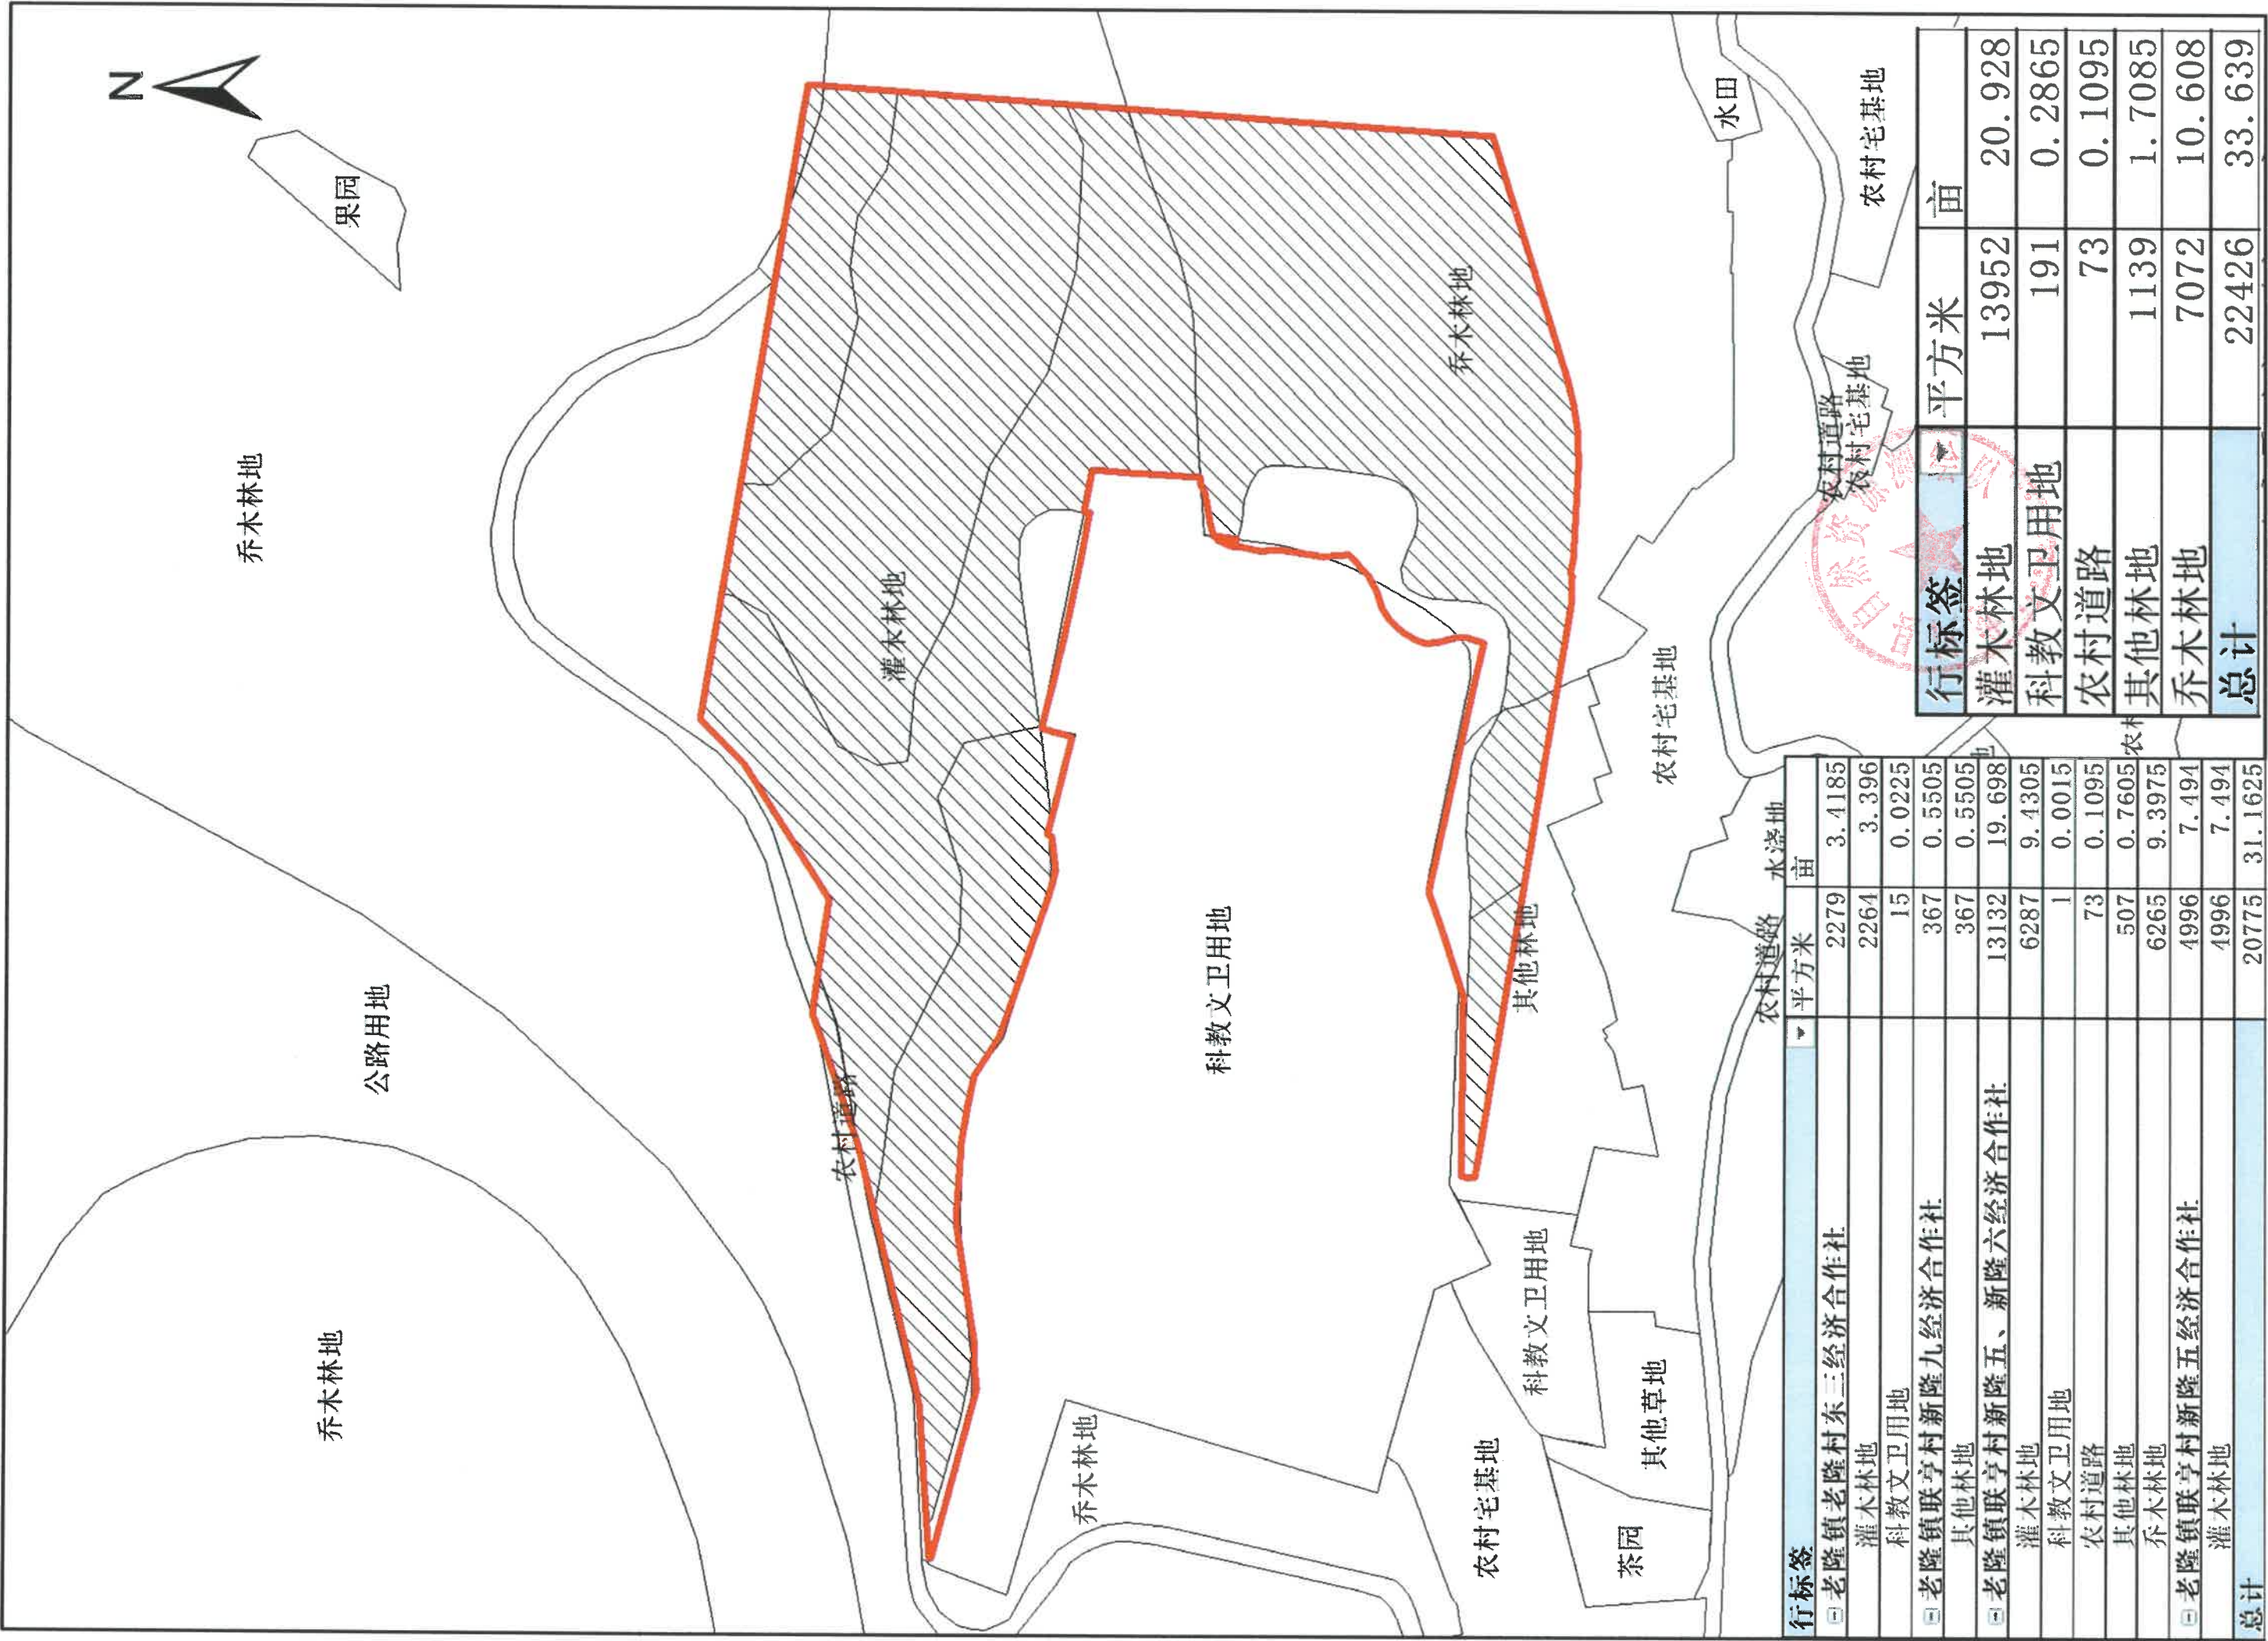 N
果园
乔木林地
公路用地
乔木林地
灌木林地
农村道路
乔木林地
科教文卫用地
其他林地
乔木林地
水田
农村宅基地
农村宅基地
农村道路
农村宅基地
科教文卫用地
其他草地
农村宅基地
茶园
农村道路
水浇地
地
农村
行标签 平方米 亩
老隆镇老隆村东三经济合作社 2279 3.4185
灌木林地 2264 3.396
科教文卫用地 15 0.0225
老隆镇联亨村新隆九经济合作社 367 0.5505
其他林地 367 0.5505
老隆镇联亨村新隆五、新隆六经济合作社 13132 19.698
灌木林地 6287 9.4305
科教文卫用地 1 0.0015
农村道路 73 0.1095
其他林地 507 0.7605
乔木林地 6265 9.3975
老隆镇联亨村新隆五经济合作社 4996 7.494
灌木林地 4996 7.494
总计 20775 31.1625
行标签 平方米 亩
灌木林地 13952 20.928
科教文卫用地 191 0.2865
农村道路 73 0.1095
其他林地 1139 1.7085
乔木林地 7072 10.608
总计 22426 33.639
自然资源